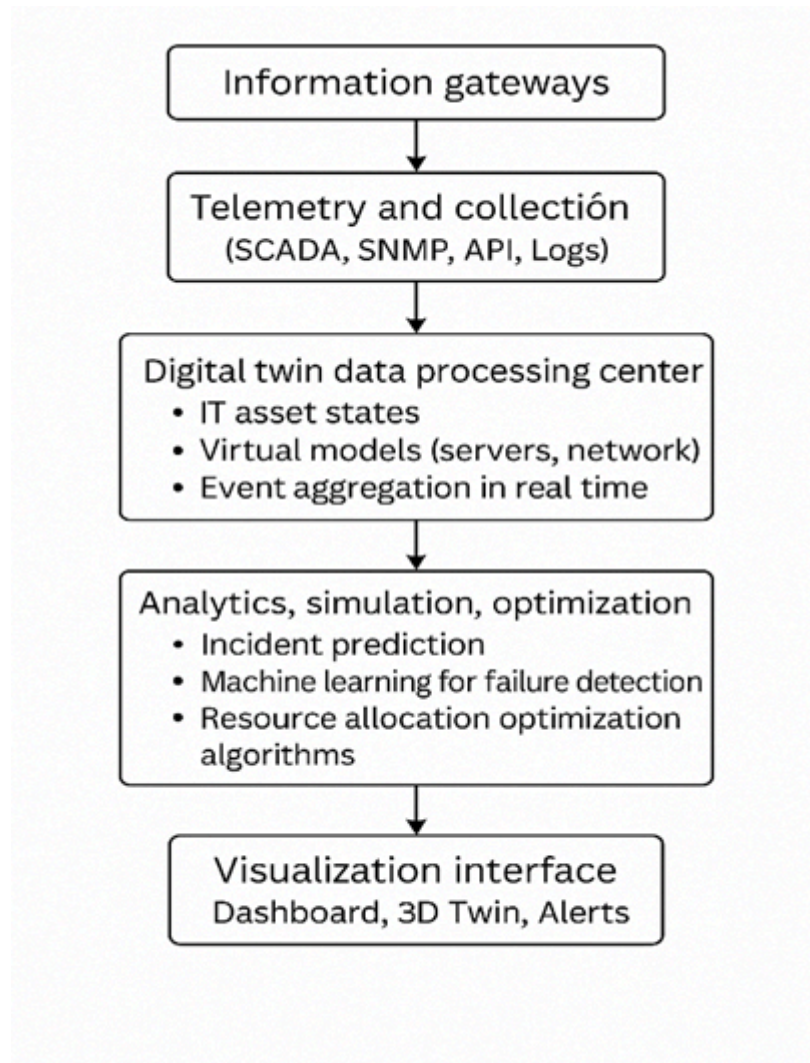 Information gateways
Telemetry and collectión
(SCADA, SNMP, API, Logs)
Digital twin data processing center
• IT asset states
• Virtual models (servers, network)
• Event aggregation in real time
Analytics, simulation, optimization
• Incident prediction
• Machine learning for failure detection
• Resource allocation optimization
algorithms
Visualization interface
Dashboard, 3D Twin, Alerts